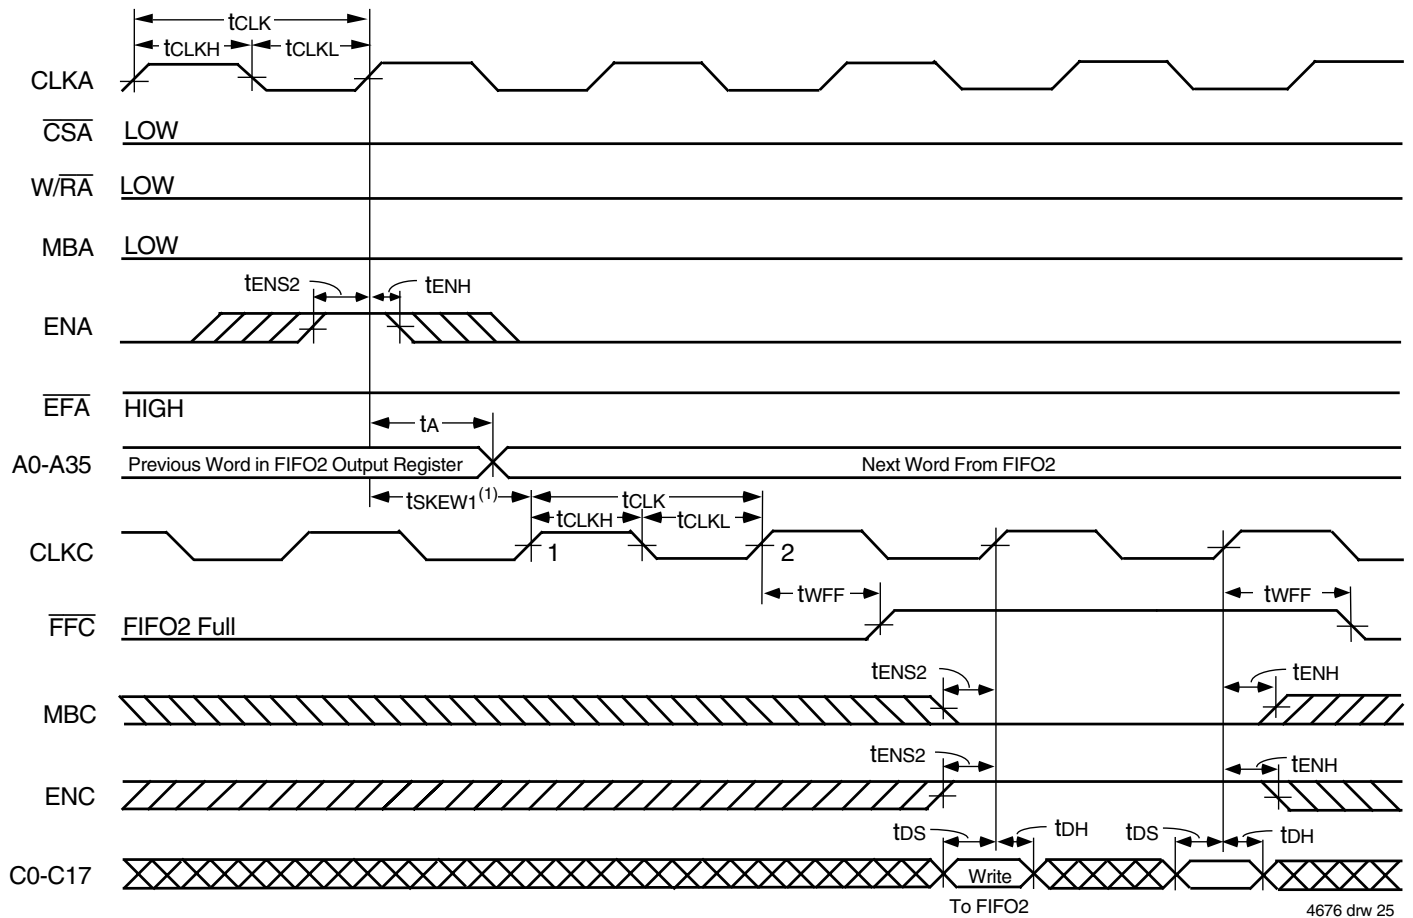 tCLK
tCLKH tCLKL
CLKA
CSA LOW
W/RA LOW
MBA LOW
tENS2 tENH
ENA
EFA HIGH
tA
A0-A35 Previous Word in FIFO2 Output Register Next Word From FIFO2
tSKEW1(1) tCLK
tCLKH tCLKL
CLKC 1 2
tWFF tWFF
FFC FIFO2 Full
tENS2 tENH
MBC
tENS2 tENH
ENC
tDS tDH tDS tDH
C0-C17 Write
To FIFO2
4676 drw 25